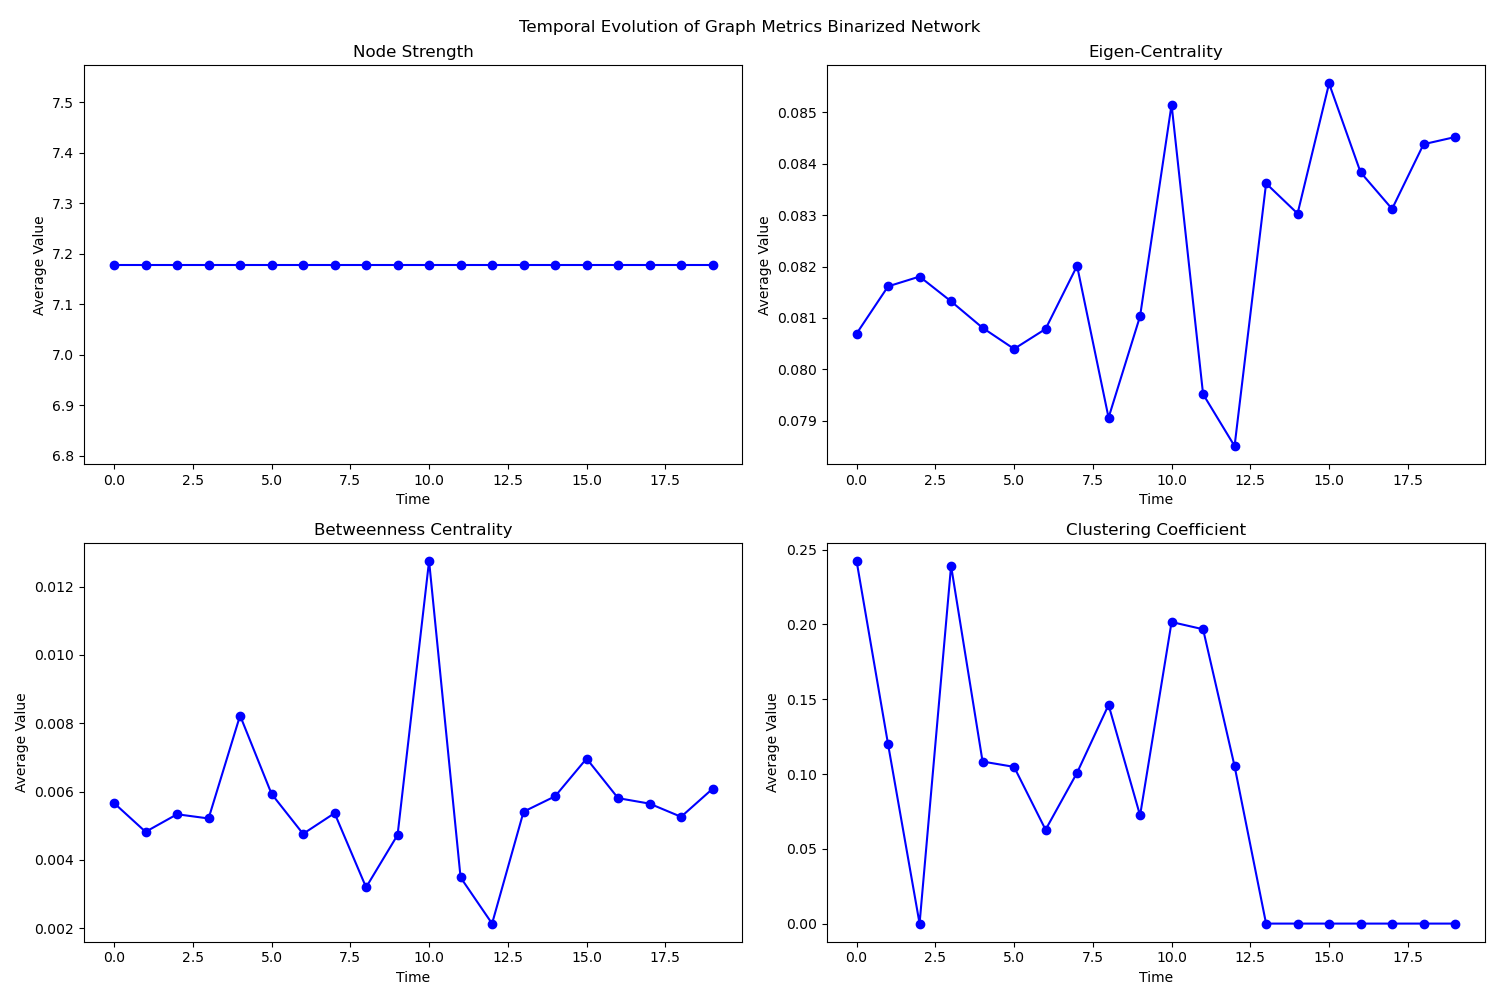 Temporal Evolution of Graph Metrics Binarized Network
Node Strength
Average Value
7.5
7.4
7.3
7.2
7.1
7.0
6.9
6.8
0.0 2.5 5.0 7.5 10.0 12.5 15.0 17.5
Time
Eigen-Centrality
Average Value
0.085
0.084
0.083
0.082
0.081
0.080
0.079
0.0 2.5 5.0 7.5 10.0 12.5 15.0 17.5
Time
Betweenness Centrality
Average Value
0.012
0.010
0.008
0.006
0.004
0.002
0.0 2.5 5.0 7.5 10.0 12.5 15.0 17.5
Time
Clustering Coefficient
Average Value
0.25
0.20
0.15
0.10
0.05
0.00
0.0 2.5 5.0 7.5 10.0 12.5 15.0 17.5
Time